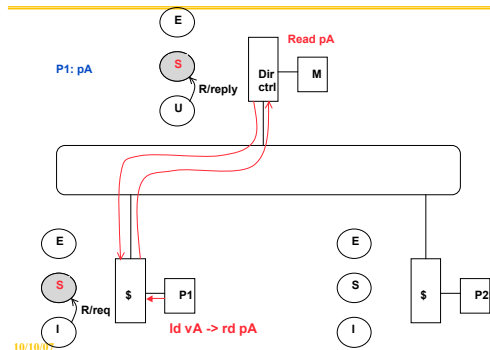 E
Read pA
P1: pA
S
Dir
ctrl
M
R/reply
U
E
E
S
S
$
P1
$
P2
R/req
I
ld vA -> rd pA
I